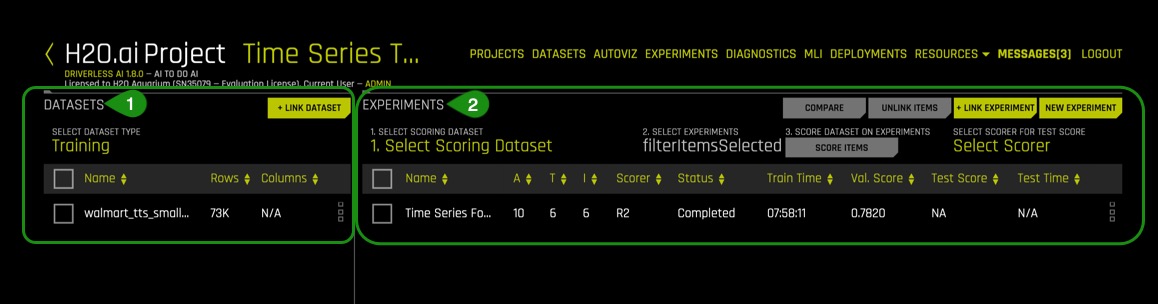 H2O.ai Project Time Series T...
PROJECTS DATASETS AUTOVIZ EXPERIMENTS DIAGNOSTICS MLI DEPLOYMENTS RESOURCES MESSAGES[3] LOGOUT
DRIVERLESS AI 1.8.0 – AI TO DO AI
Licensed to H2O Aquarium (SN35079 – Evaluation License), Current User – ADMIN
DATASETS 1
+ LINK DATASET
SELECT DATASET TYPE
Training
Name Rows Columns
walmart_tts_small... 73K N/A
EXPERIMENTS 2
COMPARE UNLINK ITEMS + LINK EXPERIMENT NEW EXPERIMENT
1. SELECT SCORING DATASET 2. SELECT EXPERIMENTS 3. SCORE DATASET ON EXPERIMENTS SELECT SCORER FOR TEST SCORE
1. Select Scoring Dataset filterItemsSelected SCORE ITEMS Select Scorer
Name A T I Scorer Status Train Time Val. Score Test Score Test Time
Time Series Fo... 10 6 6 R2 Completed 07:58:11 0.7820 NA N/A